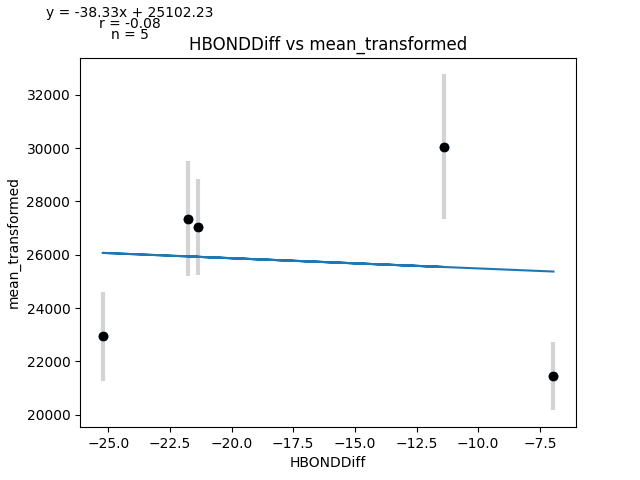 y = -38.33x + 25102.23
r = -0.08
n = 5
HBONDDiff vs mean_transformed
mean_transformed
32000
30000
28000
26000
24000
22000
20000
−25.0 −22.5 −20.0 −17.5 −15.0 −12.5 −10.0 −7.5
HBONDDiff